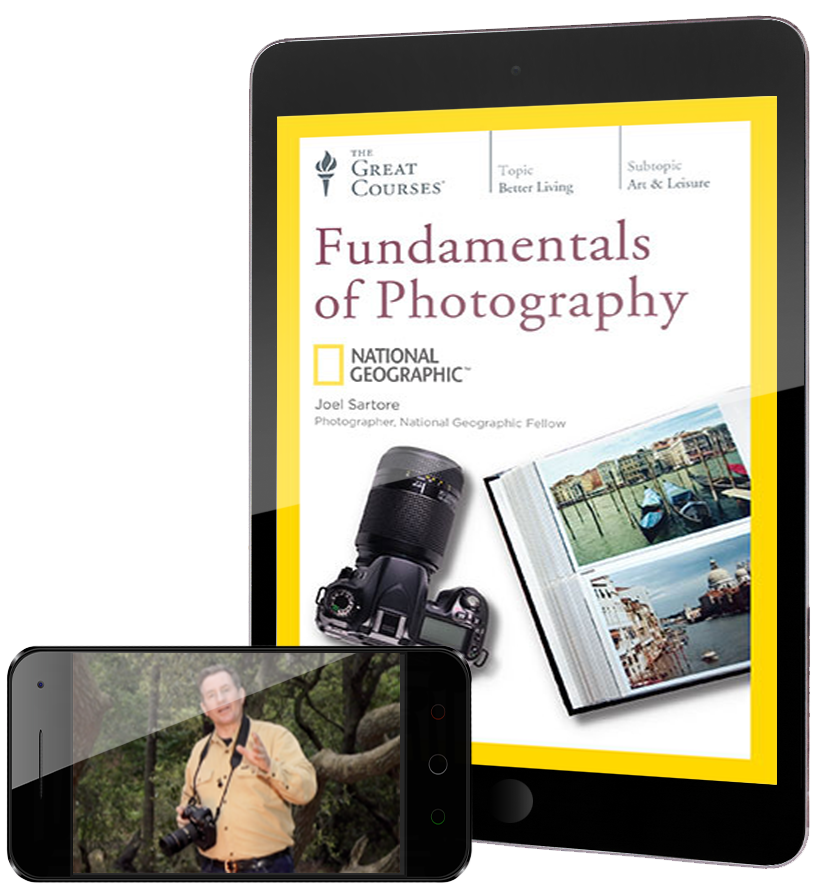 THE
GREAT
COURSES™
Topic
Better Living
Subtopic
Art & Leisure
Fundamentals
of Photography
NATIONAL
GEOGRAPHIC™
Joel Sartore
Photographer, National Geographic Fellow